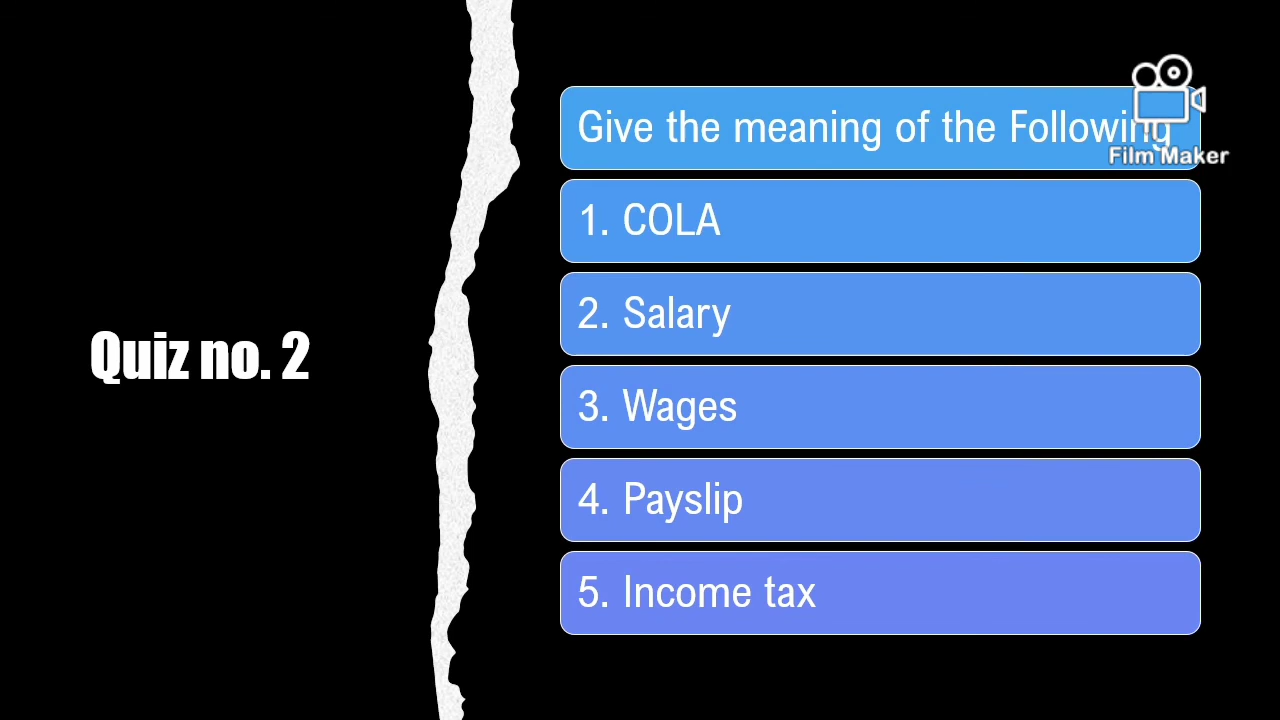 Quiz no. 2
Give the meaning of the Following
Film Maker
1. COLA
2. Salary
3. Wages
4. Payslip
5. Income tax